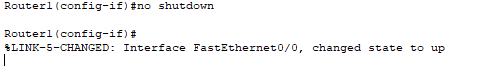 Router1(config-if)#no shutdown
Router1(config-if)#
%LINK-5-CHANGED: Interface FastEthernet0/0, changed state to up